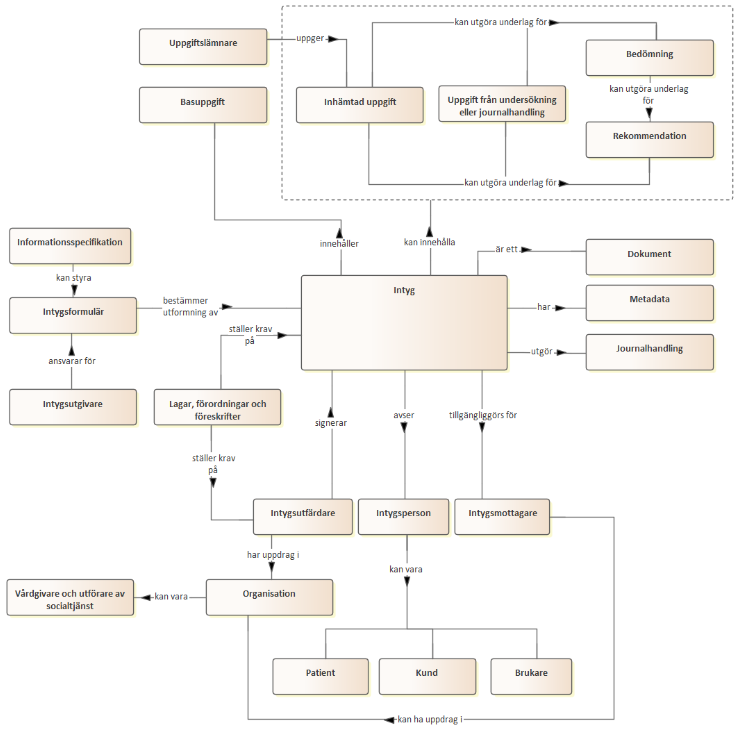 kan utgöra underlag för
Uppgiftslämnare
uppger
Bedömning
Basuppgift
Inhämtad uppgift
Uppgift från undersökning
eller journalhandling
kan utgöra underlag
för
Rekommendation
kan utgöra underlag för
Informationsspecifikation
innehåller
kan innehålla
är ett
Dokument
kan styra
Intyg
Intygsformulär
bestämmer
utformning av
har
Metadata
ställer krav
på
utgör
Journalhandling
ansvarar för
Intygsutgivare
Lagar, förordningar och
föreskrifter
signerar
avser
tillgängliggörs för
ställer krav
på
Intygsutfärdare
Intygsperson
Intygsmottagare
har uppdrag i
kan vara
Vårdgivare och utförare av
socialtjänst
kan vara
Organisation
Patient
Kund
Brukare
kan ha uppdrag i